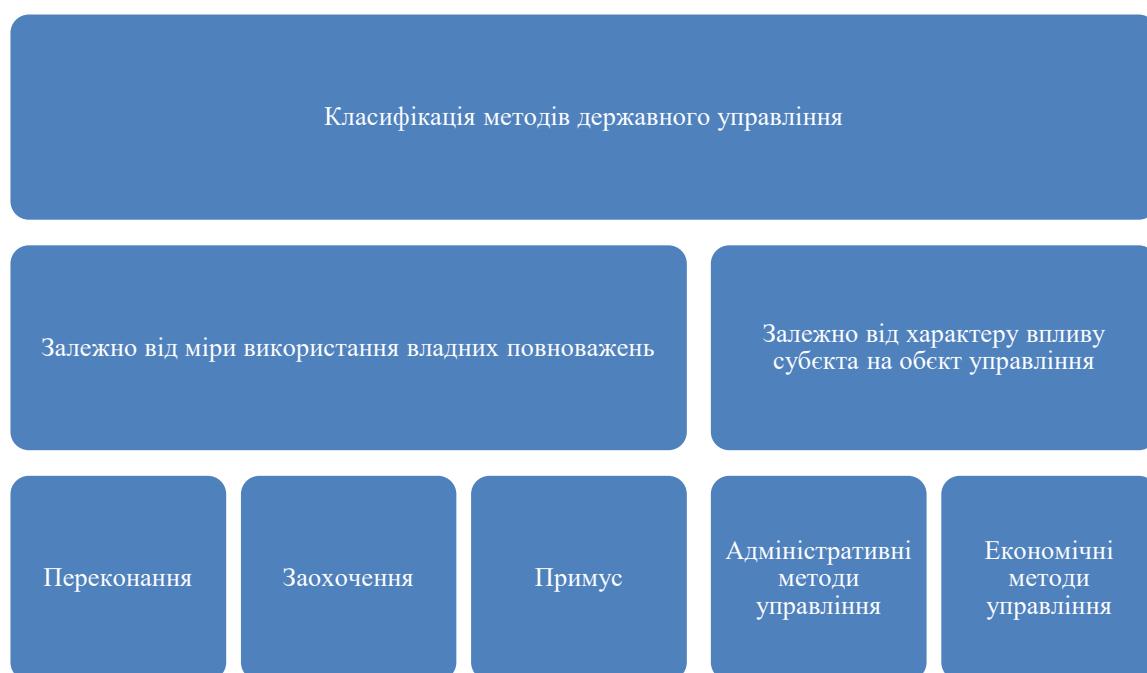 Класифікація методів державного управління
Залежно від міри використання владних повноважень
Залежно від характеру впливу
субєкта на обєкт управління
Переконання
Заохочення
Примус
Адміністративні
методи
управління
Економічні
методи
управління